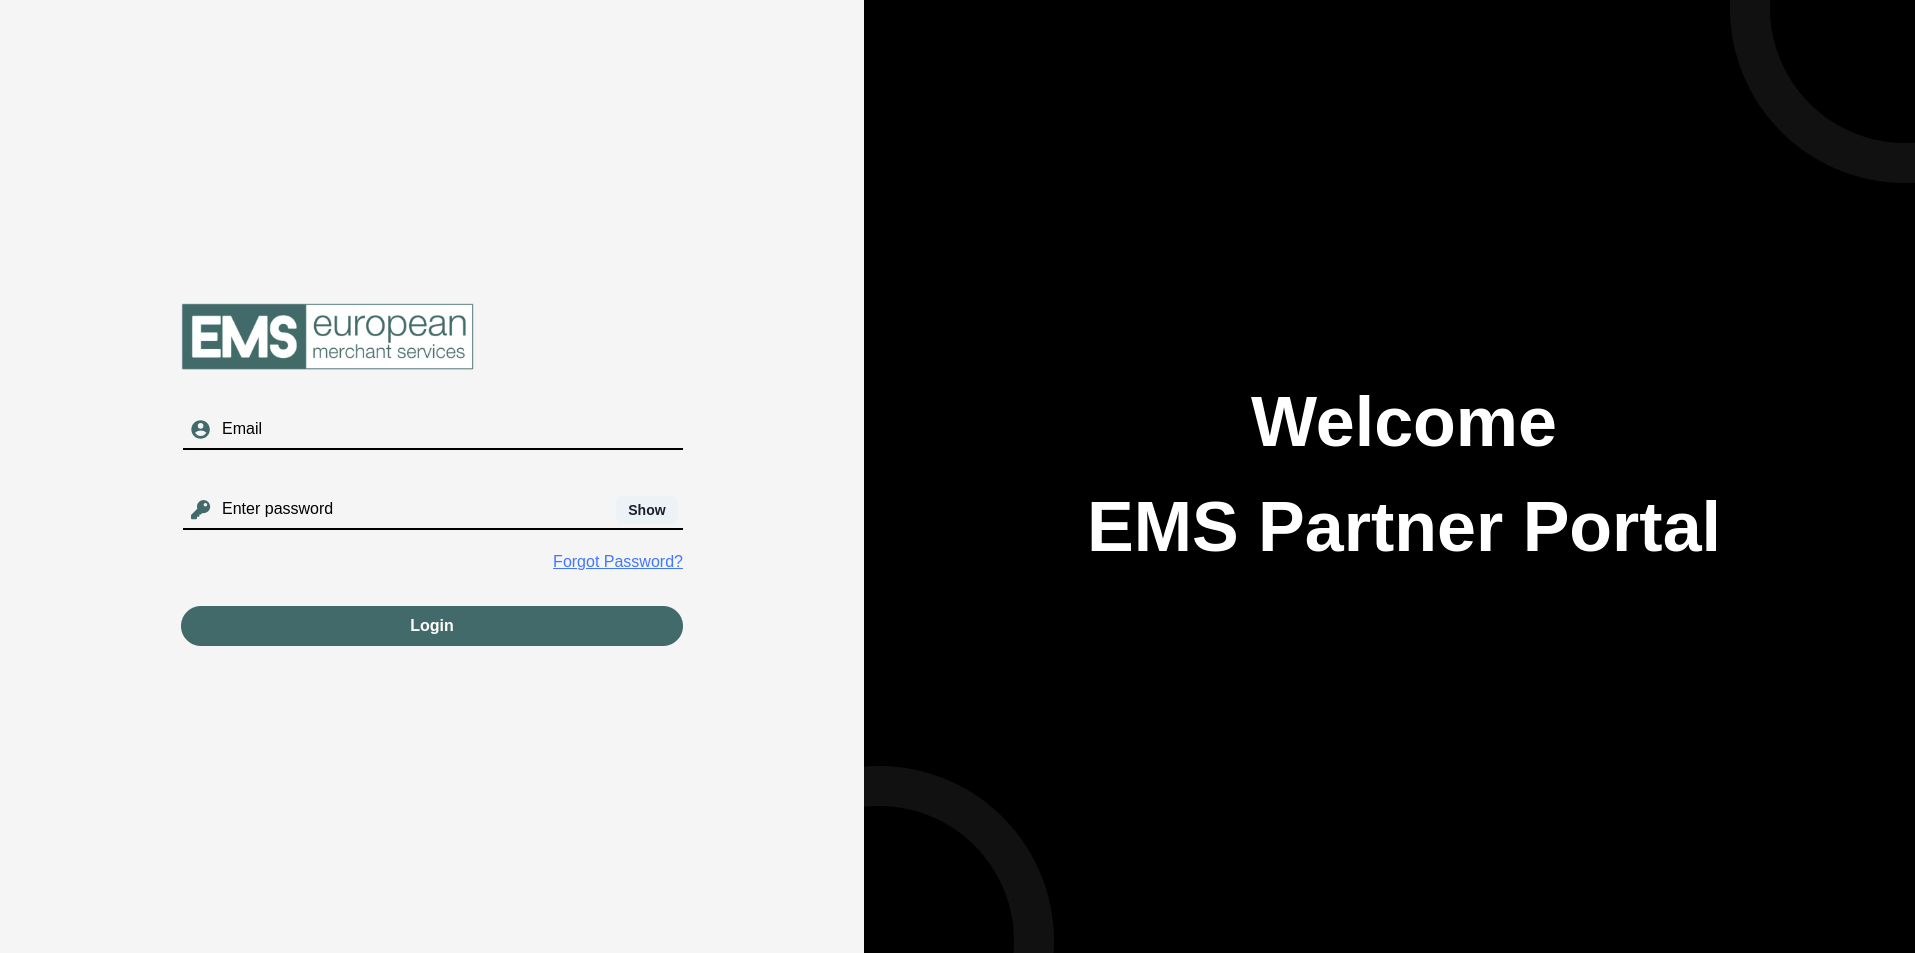 EMS european
merchant services
Email
Enter password
Show
Forgot Password?
Login
Welcome
EMS Partner Portal